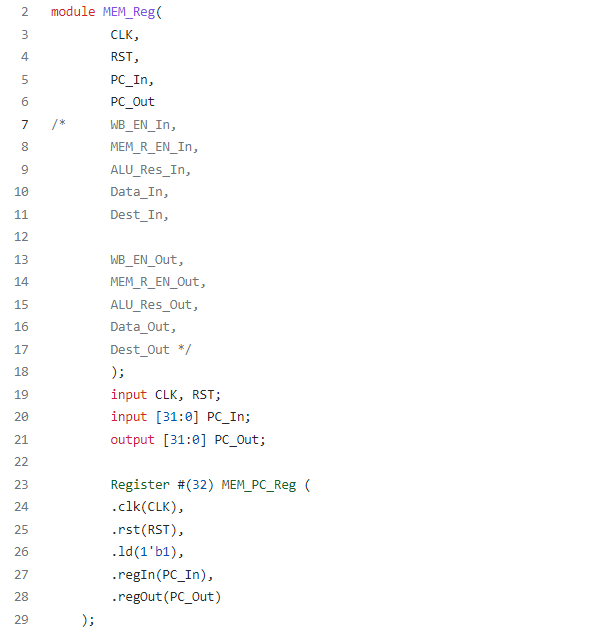 2 module MEM_Reg(
3 CLK,
4 RST,
5 PC_In,
6 PC_Out
7 /* WB_EN_In,
8 MEM_R_EN_In,
9 ALU_Res_In,
10 Data_In,
11 Dest_In,
12
13 WB_EN_Out,
14 MEM_R_EN_Out,
15 ALU_Res_Out,
16 Data_Out,
17 Dest_Out */
18 );
19 input CLK, RST;
20 input [31:0] PC_In;
21 output [31:0] PC_Out;
22
23 Register #(32) MEM_PC_Reg (
24 .clk(CLK),
25 .rst(RST),
26 .ld(1'b1),
27 .regIn(PC_In),
28 .regOut(PC_Out)
29 );